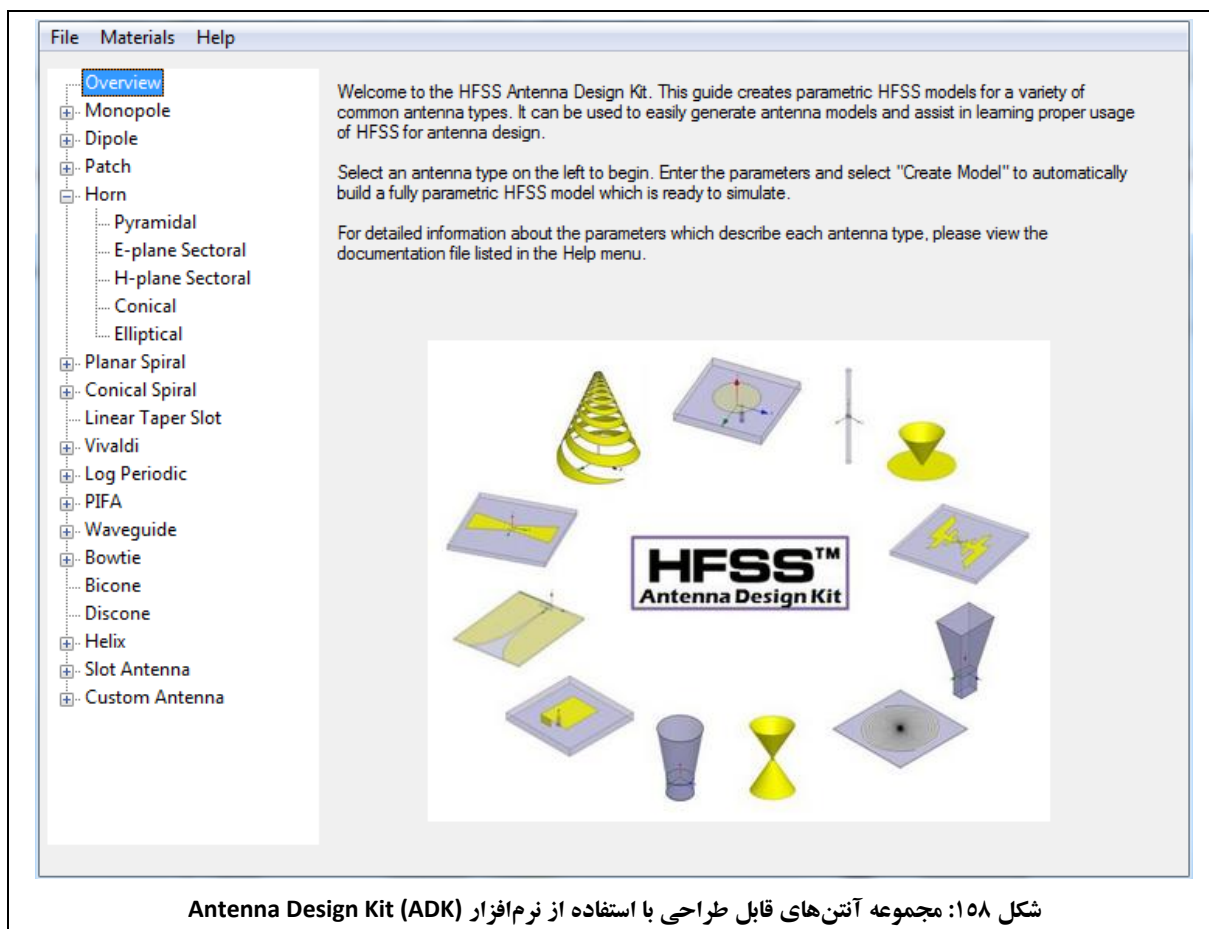 File Materials Help
Overview
Monopole
Dipole
Patch
Horn
Pyramidal
E-plane Sectoral
H-plane Sectoral
Conical
Elliptical
Planar Spiral
Conical Spiral
Linear Taper Slot
Vivaldi
Log Periodic
PIFA
Waveguide
Bowtie
Bicone
Discone
Helix
Slot Antenna
Custom Antenna
Welcome to the HFSS Antenna Design Kit. This guide creates parametric HFSS models for a variety of
common antenna types. It can be used to easily generate antenna models and assist in learning proper usage
of HFSS for antenna design.
Select an antenna type on the left to begin. Enter the parameters and select "Create Model" to automatically
build a fully parametric HFSS model which is ready to simulate.
For detailed information about the parameters which describe each antenna type, please view the
documentation file listed in the Help menu.
HFSS™
Antenna Design Kit
شکل ۱۵۸: مجموعه آنتن‌های قابل طراحی با استفاده از نرم‌افزار Antenna Design Kit (ADK)